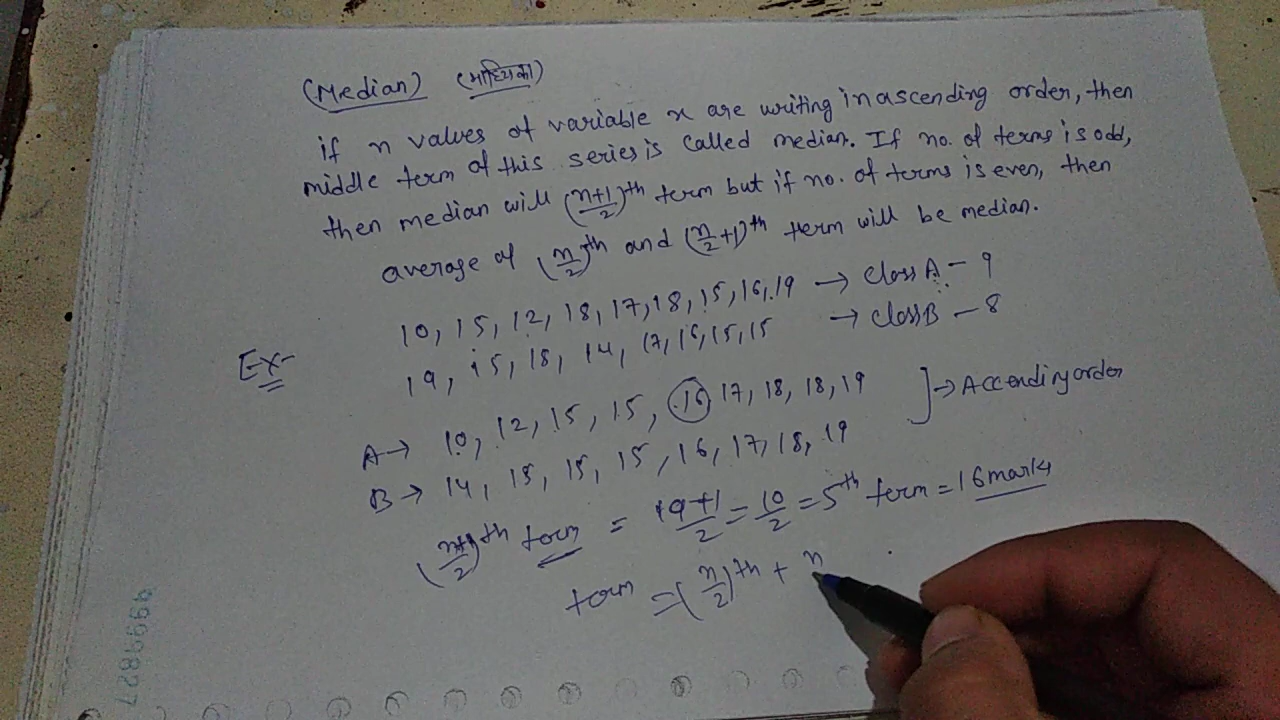 (Median) (माध्यिका)
if n values of variable x are writing in ascending order, then
middle term of this series is called median. If no. of terms is odd,
then median will (n+1/2)th term but if no. of terms is even, then
average of (n/2)th and (n/2+1)th term will be median.
Ex- 10, 15, 12, 18, 17, 18, 15, 16, 19 → Class A - 9
19, 15, 18, 14, 17, 16, 15, 15 → Class B - 8
A → 10, 12, 15, 15, 16 17, 18, 18, 19 ] → Accending order
B → 14, 15, 15, 15, 16, 17, 18, 19
(n+1/2)th term = 9+1/2 = 10/2 = 5th term = 16 mark
term = (n/2)th + n
9999827